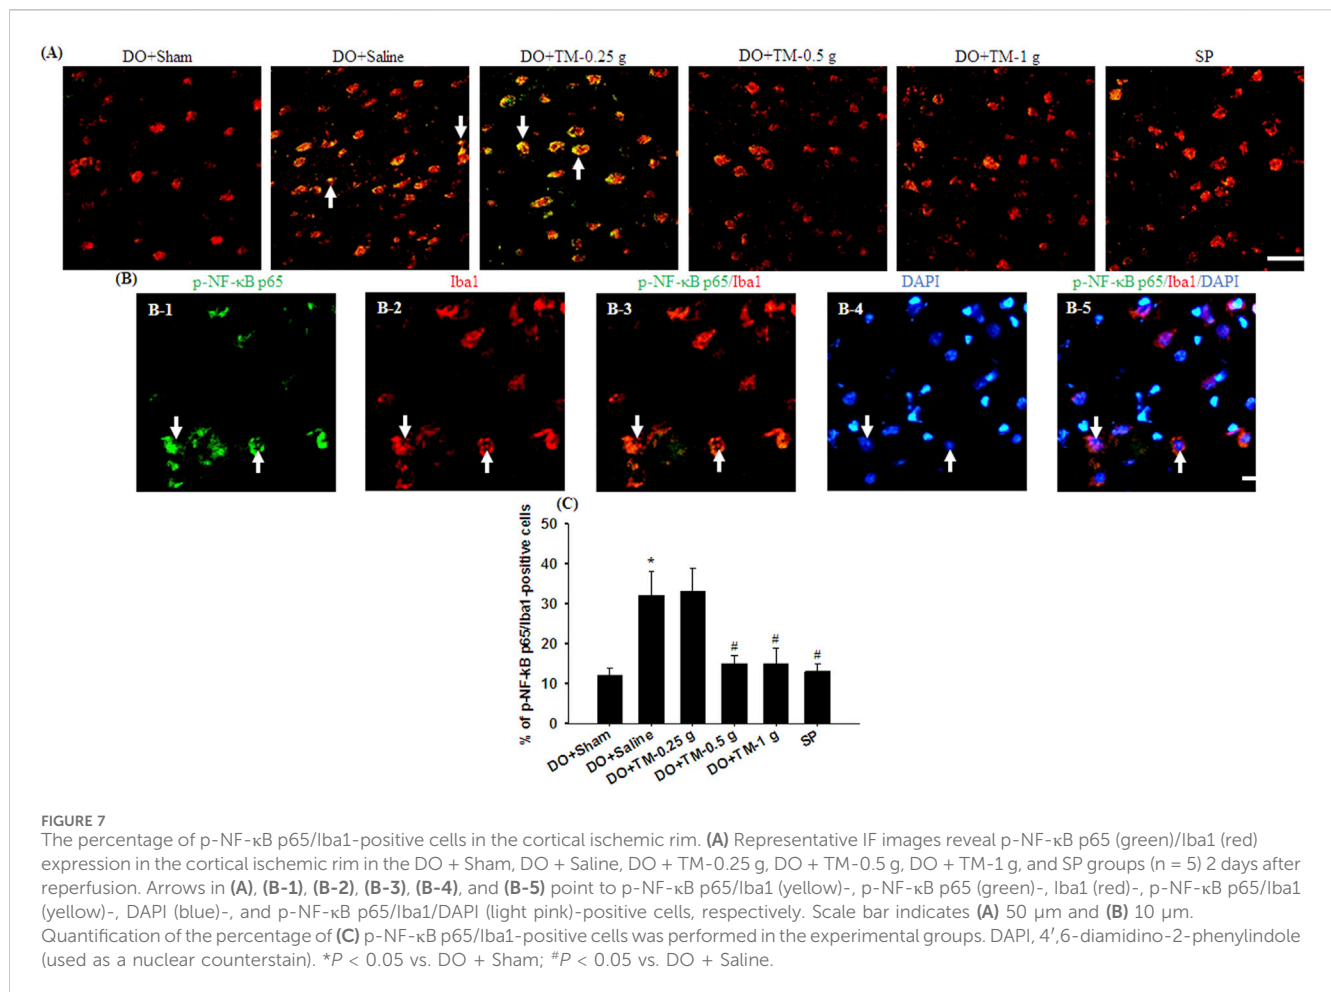 (A)
DO+Sham DO+Saline DO+TM-0.25 g DO+TM-0.5 g DO+TM-1 g SP
(B) p-NF-κB p65 Iba1 p-NF-κB p65/Iba1 DAPI p-NF-κB p65/Iba1/DAPI
B-1 B-2 B-3 B-4 B-5
(C)
% of p-NF-kB p65/Iba1-positive cells
50
40
30
20
10
0
*
#
#
#
DO+Sham
DO+Saline
DO+TM-0.25 g
DO+TM-0.5 g
DO+TM-1 g
SP
FIGURE 7
The percentage of p-NF-κB p65/Iba1-positive cells in the cortical ischemic rim. (A) Representative IF images reveal p-NF-κB p65 (green)/Iba1 (red)
expression in the cortical ischemic rim in the DO + Sham, DO + Saline, DO + TM-0.25 g, DO + TM-0.5 g, DO + TM-1 g, and SP groups (n = 5) 2 days after
reperfusion. Arrows in (A), (B-1), (B-2), (B-3), (B-4), and (B-5) point to p-NF-κB p65/Iba1 (yellow)-, p-NF-κB p65 (green)-, Iba1 (red)-, p-NF-κB p65/Iba1
(yellow)-, DAPI (blue)-, and p-NF-κB p65/Iba1/DAPI (light pink)-positive cells, respectively. Scale bar indicates (A) 50 μm and (B) 10 μm.
Quantification of the percentage of (C) p-NF-κB p65/Iba1-positive cells was performed in the experimental groups. DAPI, 4′,6-diamidino-2-phenylindole
(used as a nuclear counterstain). *P < 0.05 vs. DO + Sham; #P < 0.05 vs. DO + Saline.